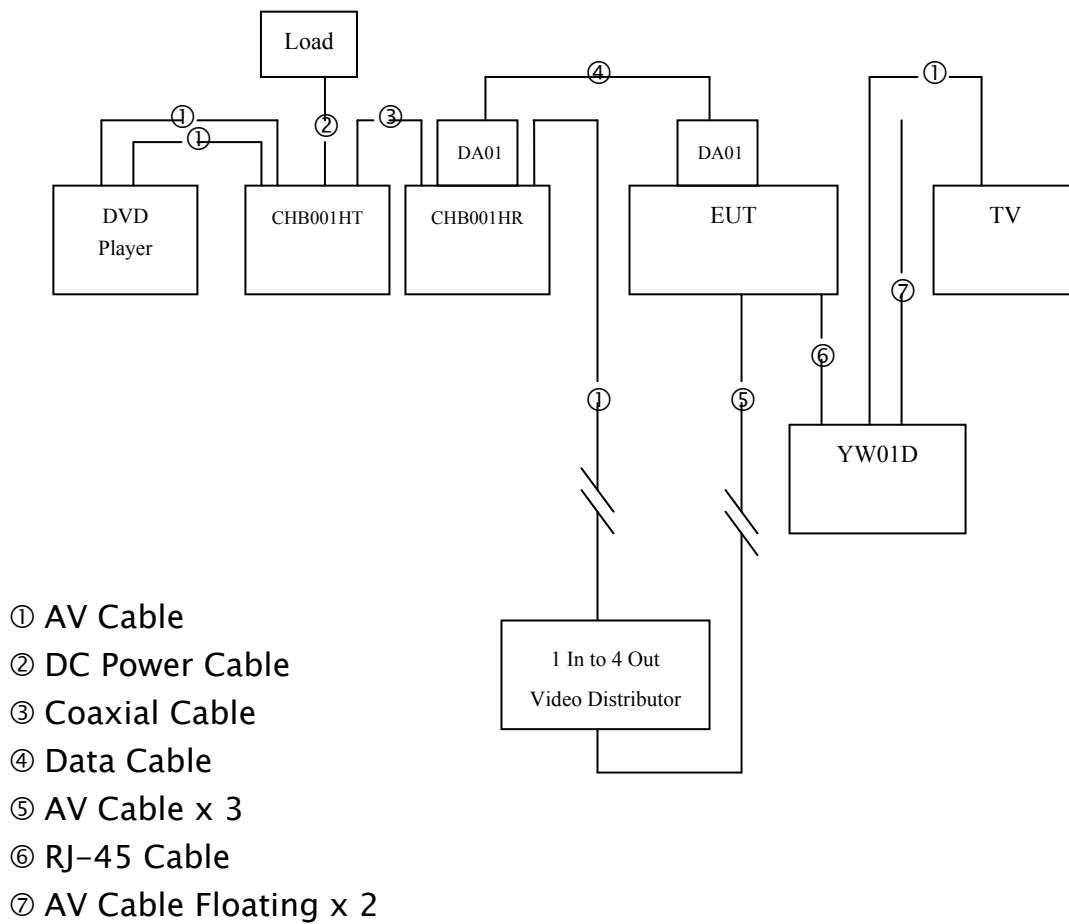 Load
④
①
①
②
③
①
DA01
DA01
DVD
Player
CHB001HT
CHB001HR
EUT
TV
⑦
⑥
①
⑤
YW01D
1 In to 4 Out
Video Distributor
① AV Cable
② DC Power Cable
③ Coaxial Cable
④ Data Cable
⑤ AV Cable x 3
⑥ RJ-45 Cable
⑦ AV Cable Floating x 2